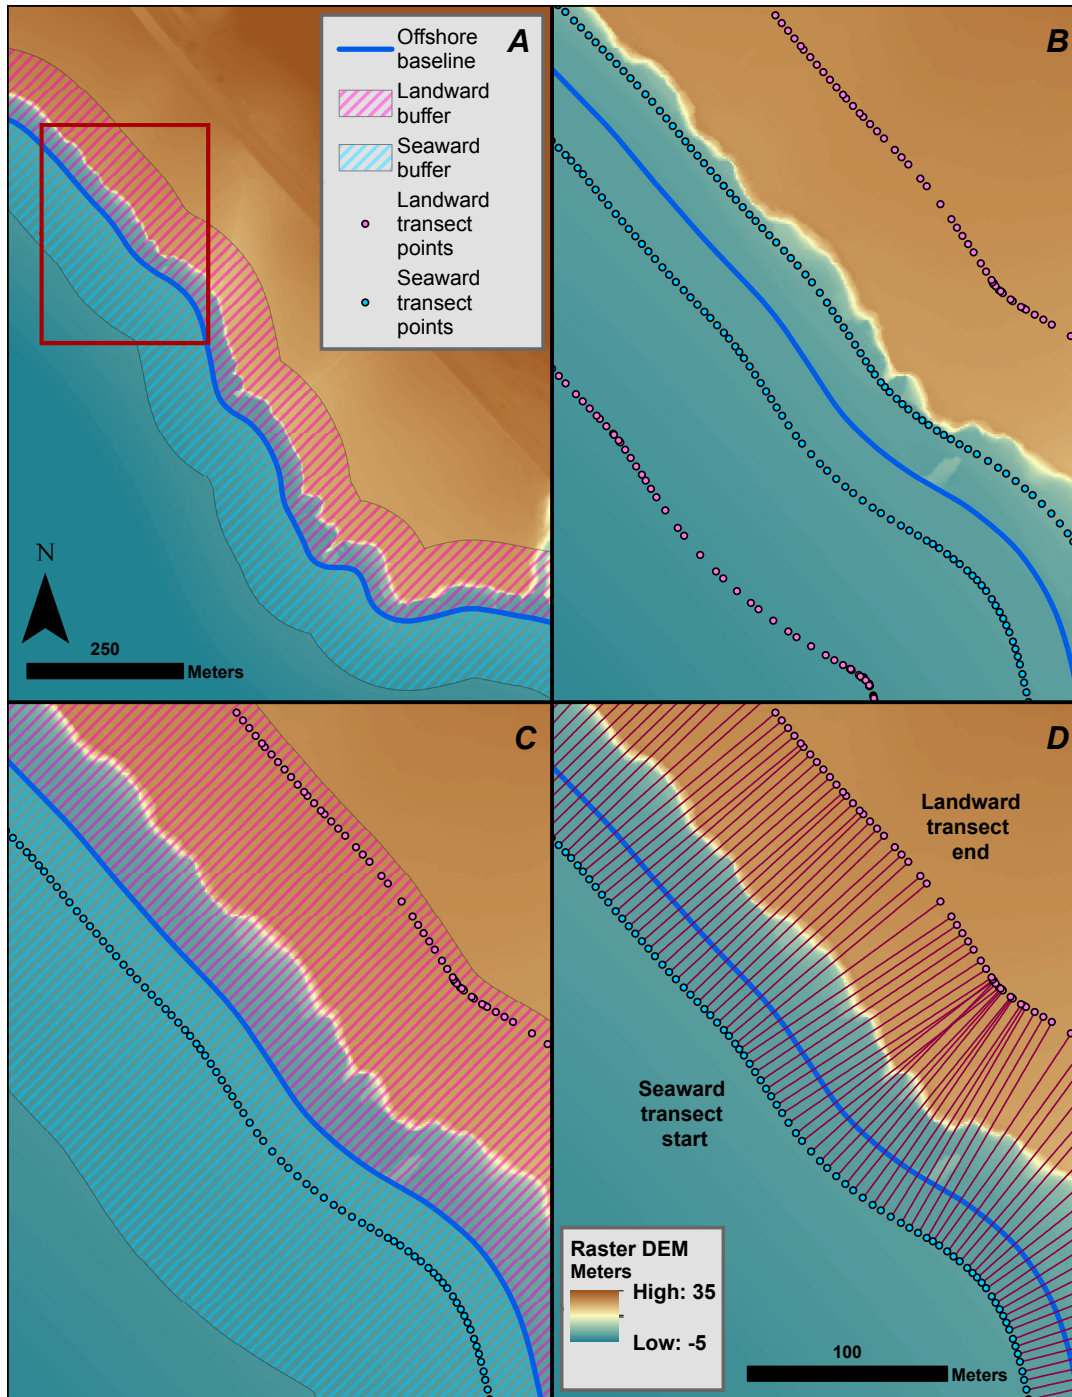 A
Offshore
baseline
Landward
buffer
Seaward
buffer
Landward
transect
points
Seaward
transect
points
N
250
Meters
B
C
D
Landward
transect
end
Seaward
transect
start
Raster DEM
Meters
High: 35
Low: -5
100
Meters